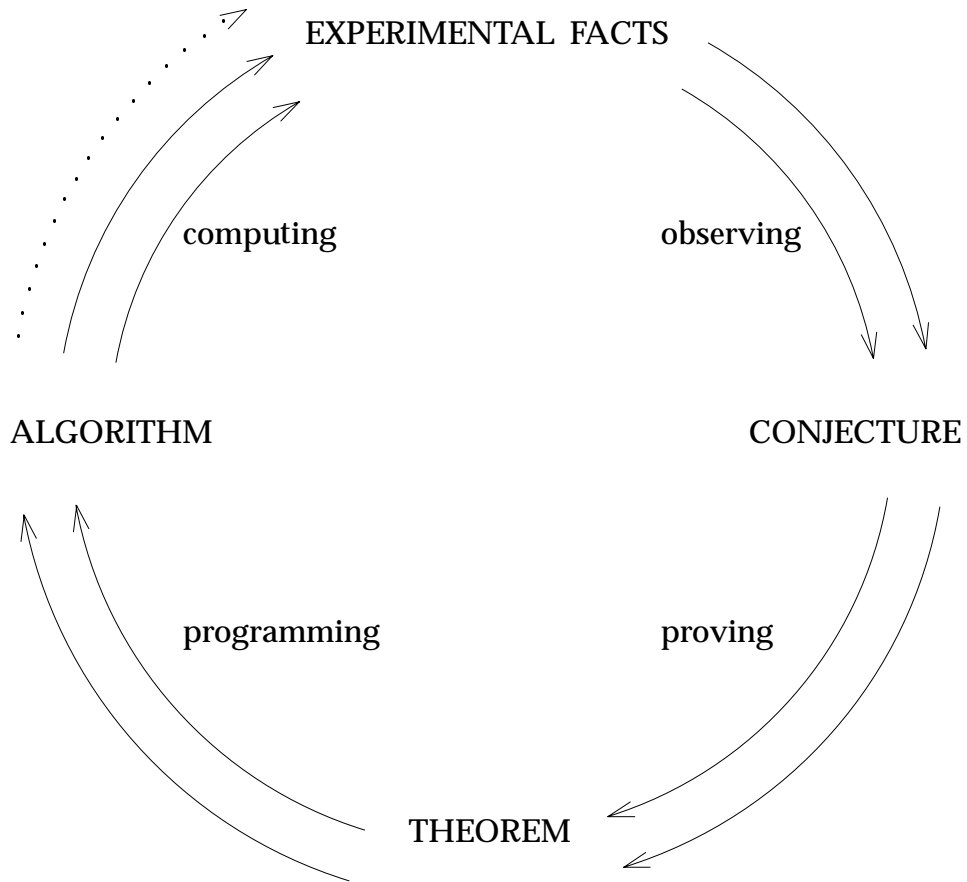 EXPERIMENTAL FACTS
computing
observing
ALGORITHM
CONJECTURE
programming
proving
THEOREM